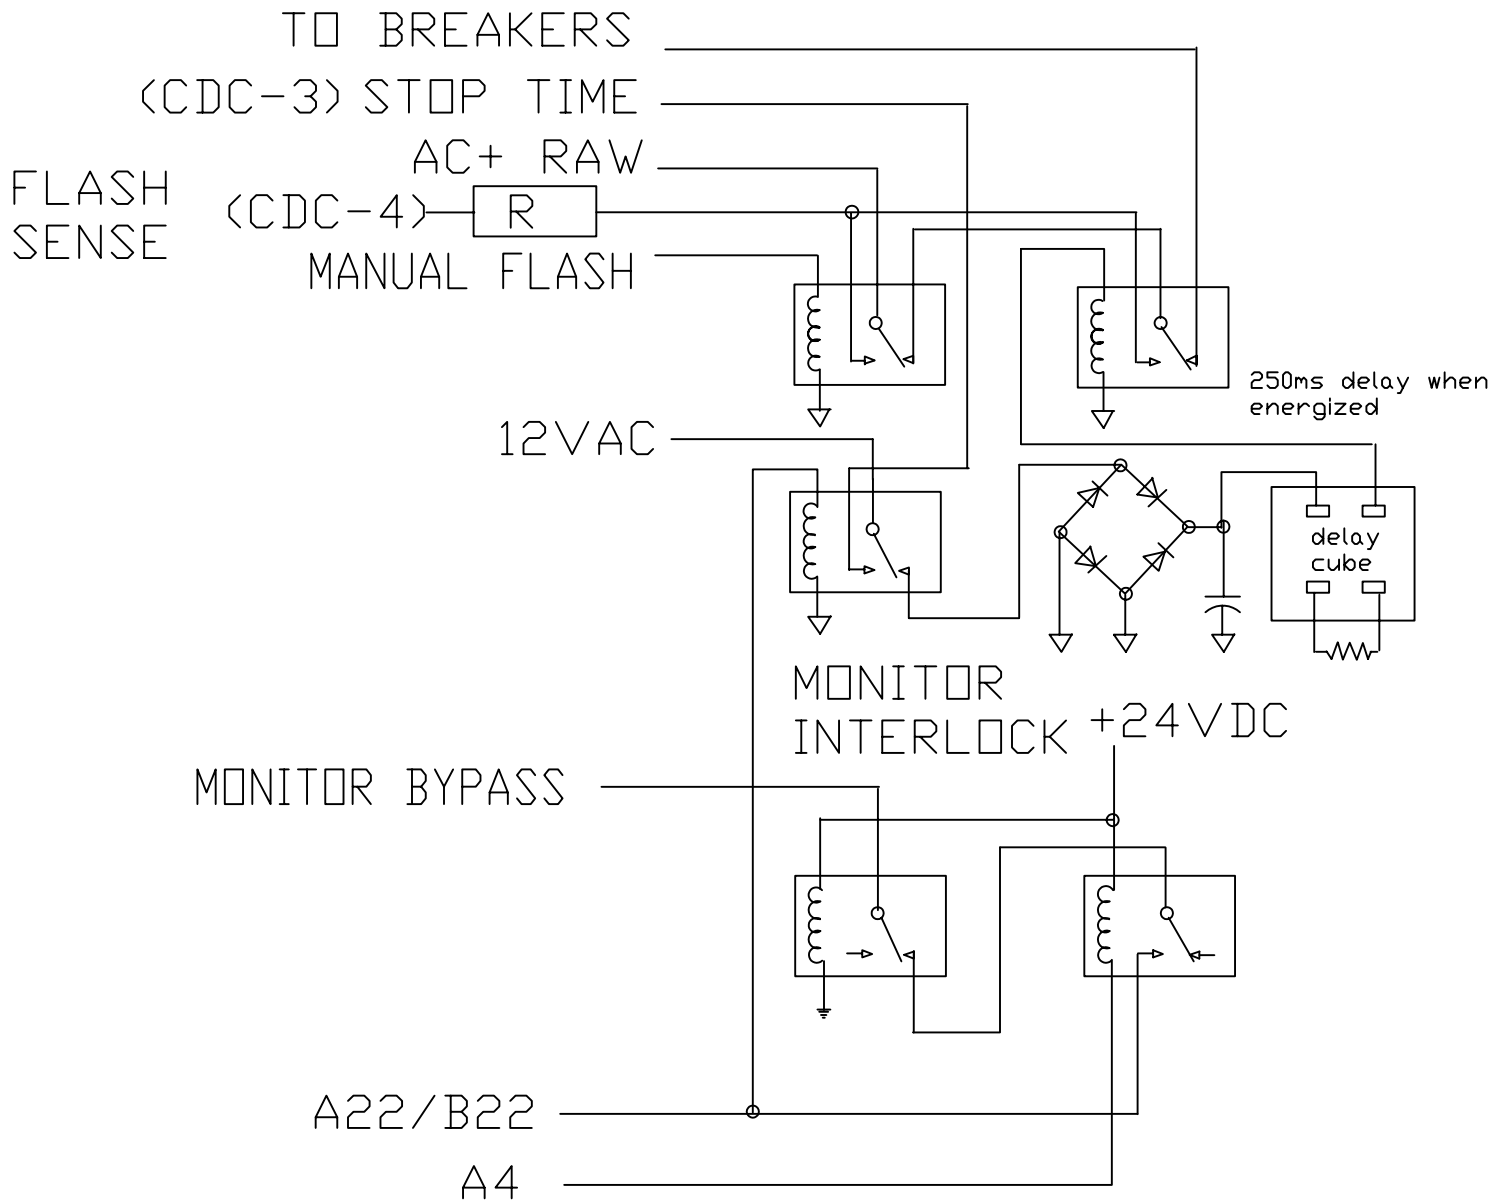 TO BREAKERS
(CDC-3) STOP TIME
AC+ RAW
FLASH
SENSE
(CDC-4)
R
MANUAL FLASH
250ms delay when
energized
12VAC
delay
cube
MONITOR
INTERLOCK
+24VDC
MONITOR BYPASS
A22/B22
A4